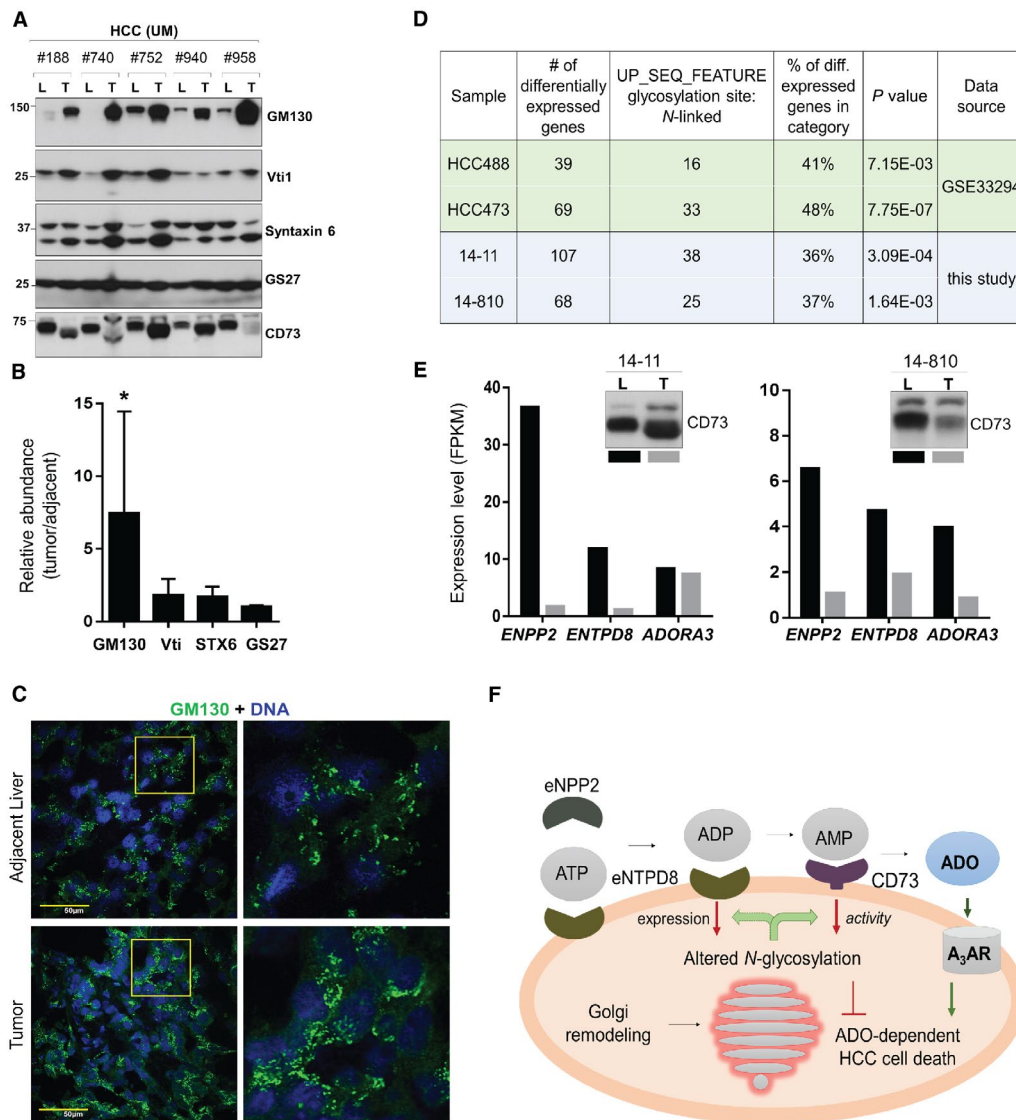 A
HCC (UM)
#188 #740 #752 #940 #958
L T L T L T L T L T
150 GM130
25 Vti1
37 Syntaxin 6
25 GS27
75 CD73
B
Relative abundance
(tumor/adjacent)
15
10
5
0
*
GM130 Vti STX6 GS27
C
GM130 + DNA
Adjacent Liver
50µm
Tumor
50µm
D
Sample
# of
differentially
expressed
genes
UP_SEQ_FEATURE
glycosylation site:
N-linked
% of diff.
expressed
genes in
category
P value
Data
source
HCC488 39 16 41% 7.15E-03
GSE33294
HCC473 69 33 48% 7.75E-07
14-11 107 38 36% 3.09E-04
this study
14-810 68 25 37% 1.64E-03
E
Expression level (FPKM)
14-11
L T
CD73
40
30
20
10
0
ENPP2 ENTPD8 ADORA3
14-810
L T
CD73
10
8
6
4
2
0
ENPP2 ENTPD8 ADORA3
F
eNPP2
ATP
eNTPD8
ADP
AMP
CD73
ADO
expression
activity
A3AR
Altered N-glycosylation
Golgi
remodeling
ADO-dependent
HCC cell death